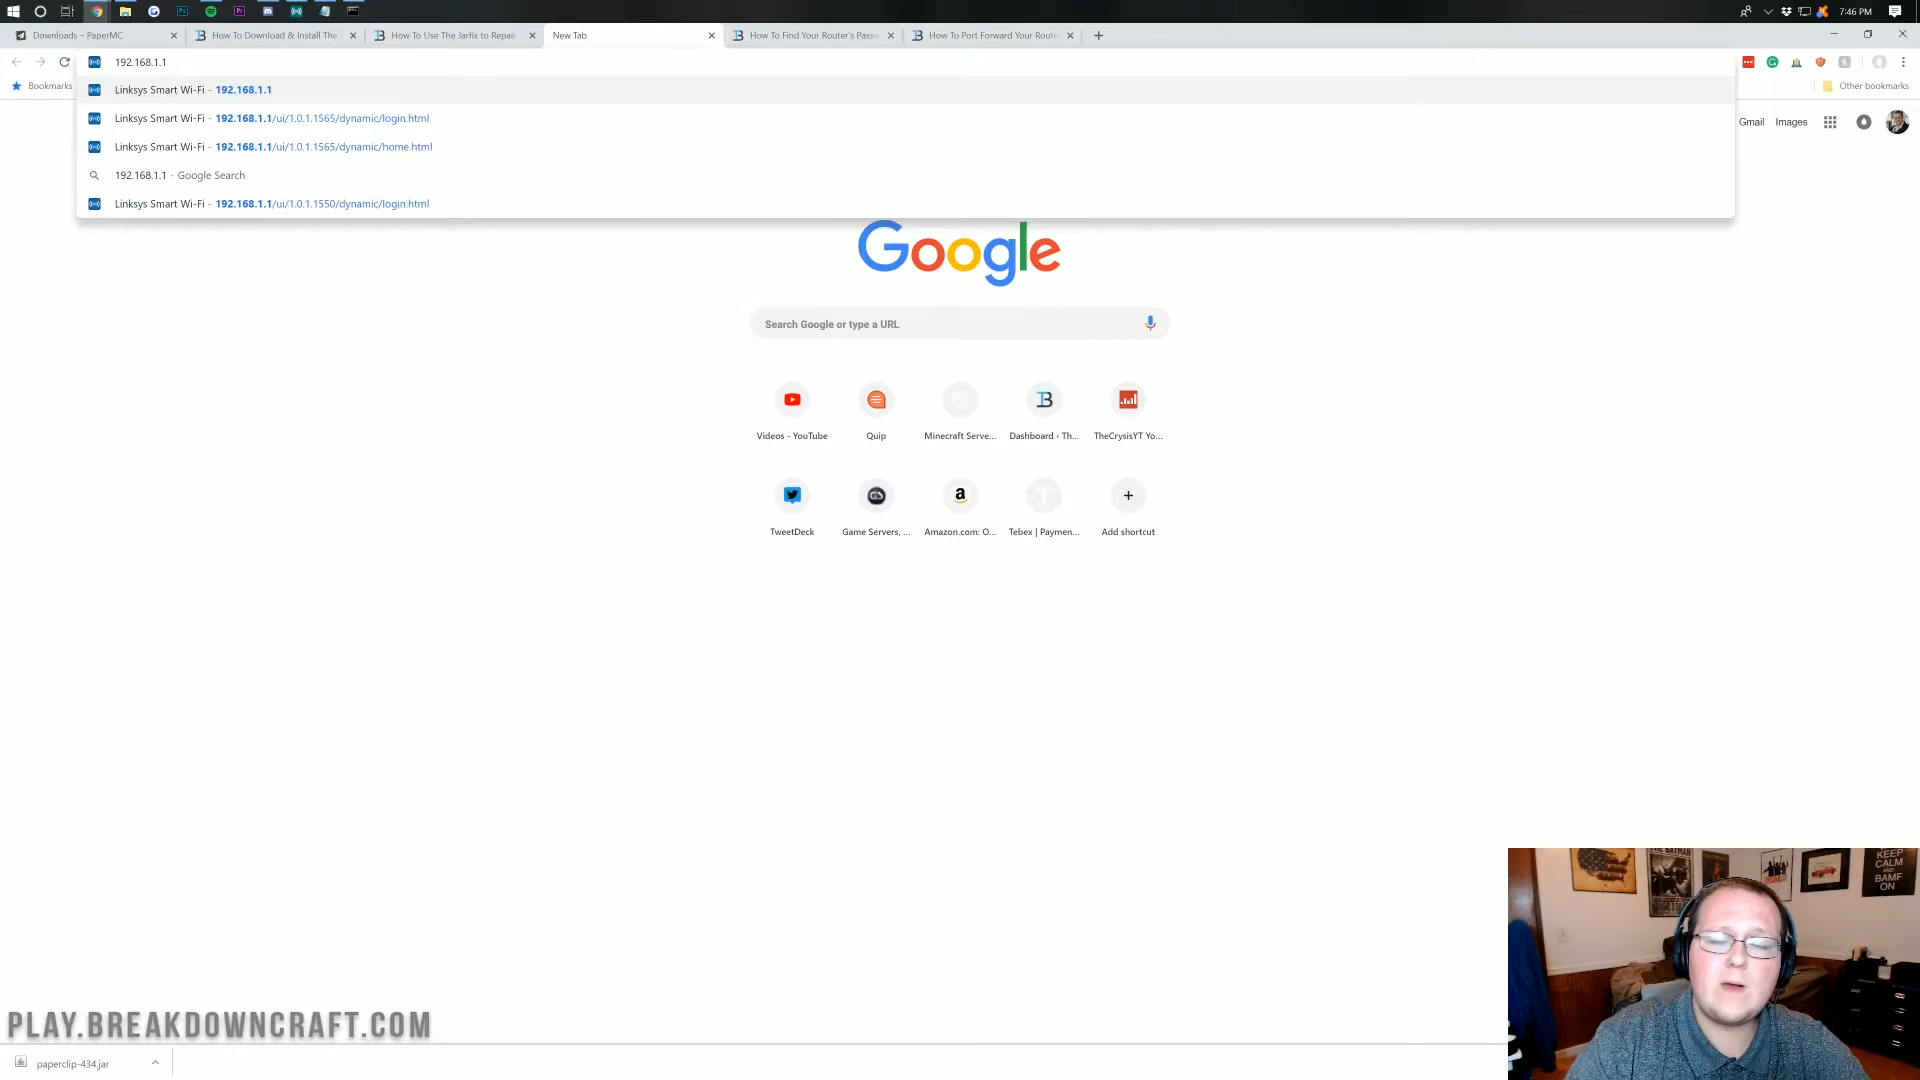 7:46 PM
Downloads – PaperMC
How To Download & Install The
How To Use The Jarfix to Repair
New Tab
How To Find Your Router's Passw
How To Port Forward Your Route
192.168.1.1
Linksys Smart Wi-Fi - 192.168.1.1
Bookmarks
Other bookmarks
Linksys Smart Wi-Fi - 192.168.1.1/ui/1.0.1.1565/dynamic/login.html
Gmail Images
Linksys Smart Wi-Fi - 192.168.1.1/ui/1.0.1.1565/dynamic/home.html
192.168.1.1 - Google Search
Linksys Smart Wi-Fi - 192.168.1.1/ui/1.0.1.1550/dynamic/login.html
Google
Search Google or type a URL
Videos - YouTube
Quip
Minecraft Serve...
Dashboard ‹ Th...
TheCrysisYT Yo...
TweetDeck
Game Servers, ...
Amazon.com: O...
Tebex | Paymen...
Add shortcut
THE BATMAN
KEEP
CALM
AND
BAMF
ON
PLAY.BREAKDOWNCRAFT.COM
paperclip-434.jar